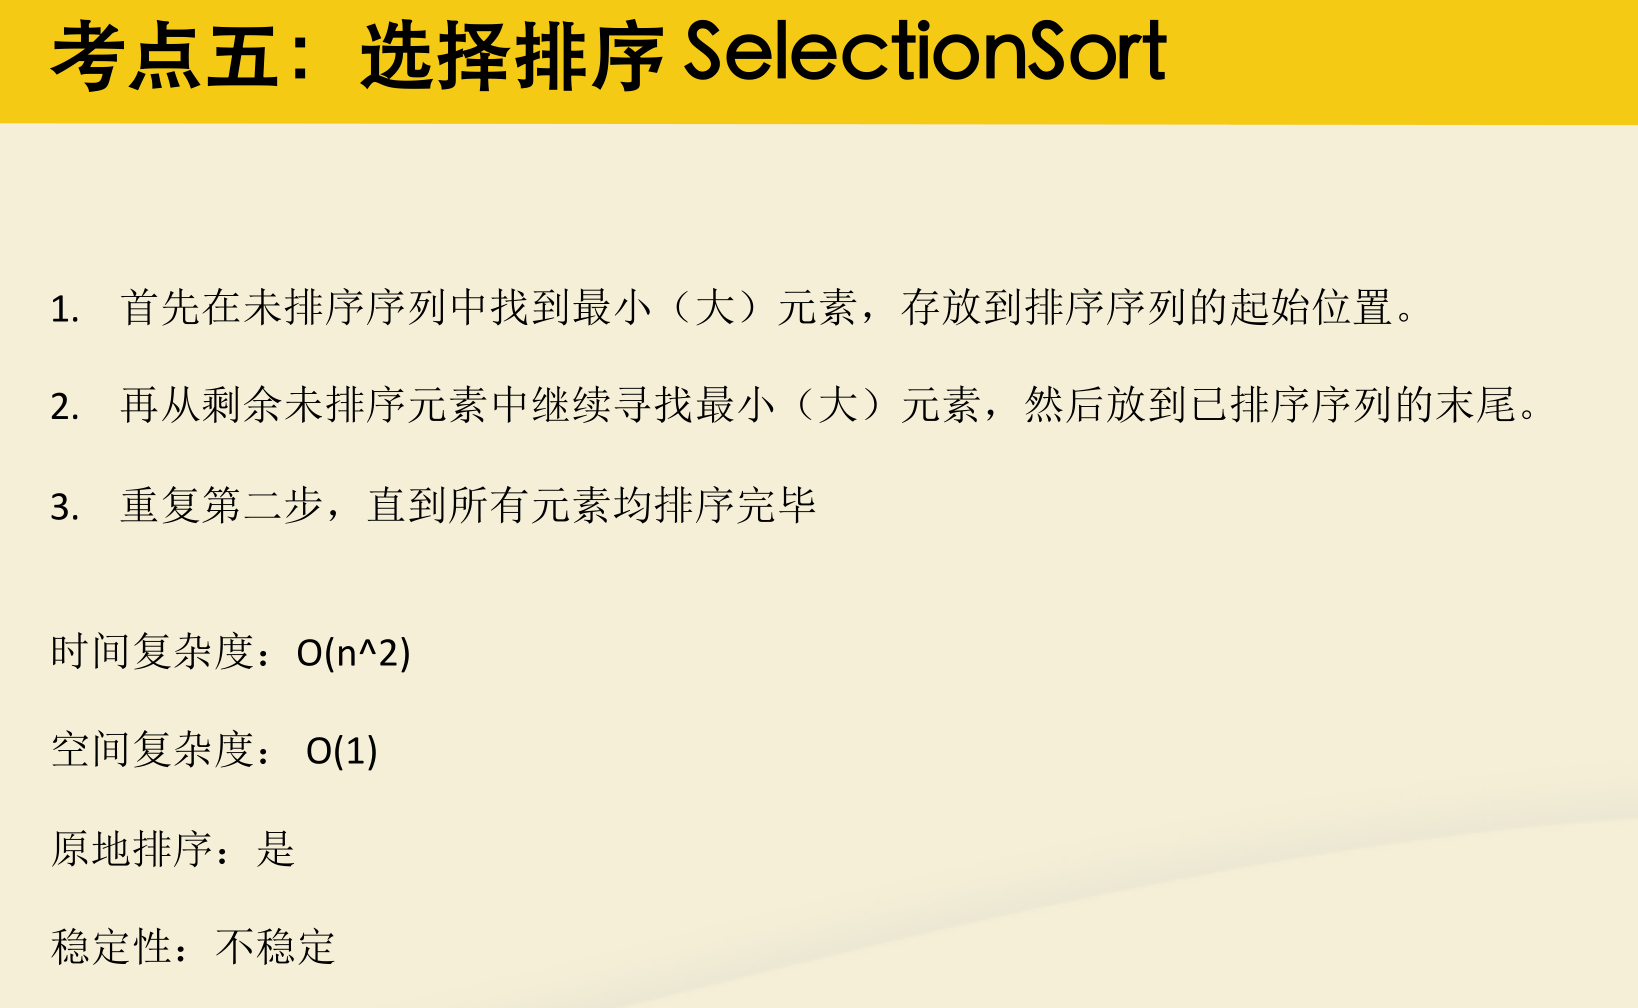 考点五：选择排序 SelectionSort
1. 首先在未排序序列中找到最小（大）元素，存放到排序序列的起始位置。
2. 再从剩余未排序元素中继续寻找最小（大）元素，然后放到已排序序列的末尾。
3. 重复第二步，直到所有元素均排序完毕
时间复杂度：O(n^2)
空间复杂度： O(1)
原地排序：是
稳定性：不稳定